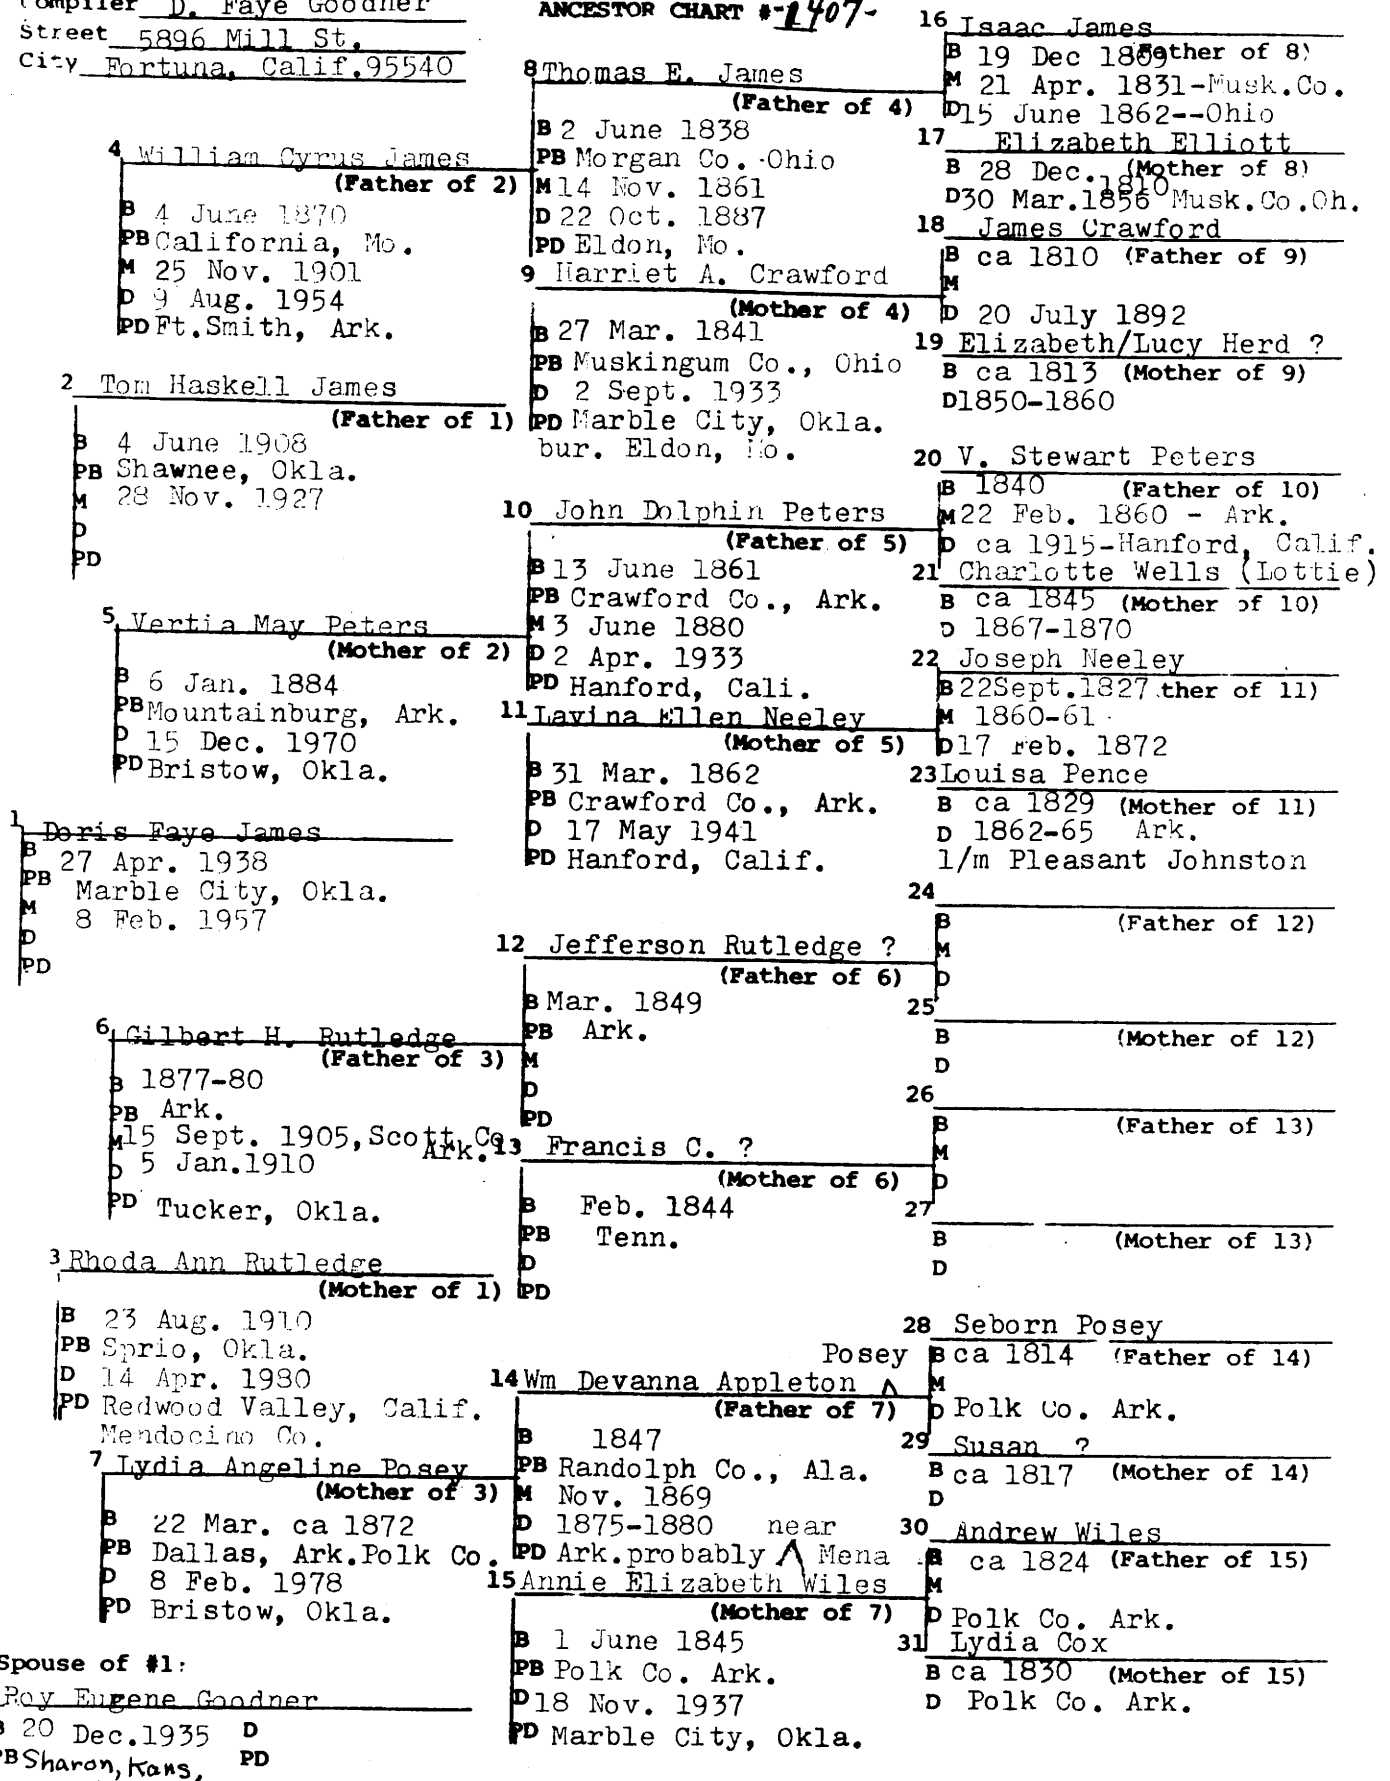 Compiler D. Faye Goodner
Street 5896 Mill St.
City Fortuna, Calif. 95540
ANCESTOR CHART #-1407-
1 Doris Faye James
B 27 Apr. 1938
PB Marble City, Okla.
M 8 Feb. 1957
D
PD
2 Tom Haskell James
(Father of 1)
B 4 June 1908
PB Shawnee, Okla.
M 28 Nov. 1927
D
PD
3 Rhoda Ann Rutledge
(Mother of 1)
B 23 Aug. 1910
PB Sprio, Okla.
D 14 Apr. 1980
PD Redwood Valley, Calif.
Mendocino Co.
4 William Cyrus James
(Father of 2)
B 4 June 1870
PB California, Mo.
M 25 Nov. 1901
D 9 Aug. 1954
PD Ft.Smith, Ark.
5 Vertia May Peters
(Mother of 2)
B 6 Jan. 1884
PB Mountainburg, Ark.
D 15 Dec. 1970
PD Bristow, Okla.
6 Gilbert H. Rutledge
(Father of 3)
B 1877-80
PB Ark.
M 15 Sept. 1905, Scott Co
Ark.
D 5 Jan.1910
PD Tucker, Okla.
7 Lydia Angeline Posey
(Mother of 3)
B 22 Mar. ca 1872
PB Dallas, Ark.Polk Co.
D 8 Feb. 1978
PD Bristow, Okla.
Spouse of #1:
Roy Eugene Goodner
B 20 Dec.1935 D
PB Sharon, Kans, PD
8 Thomas E. James
(Father of 4)
B 2 June 1838
PB Morgan Co. Ohio
M 14 Nov. 1861
D 22 Oct. 1887
PD Eldon, Mo.
9 Harriet A. Crawford
(Mother of 4)
B 27 Mar. 1841
PB Muskingum Co., Ohio
D 2 Sept. 1933
PD Marble City, Okla.
bur. Eldon, Mo.
10 John Dolphin Peters
(Father of 5)
B 13 June 1861
PB Crawford Co., Ark.
M 3 June 1880
D 2 Apr. 1933
PD Hanford, Cali.
11 Lavina Ellen Neeley
(Mother of 5)
B 31 Mar. 1862
PB Crawford Co., Ark.
D 17 May 1941
PD Hanford, Calif.
12 Jefferson Rutledge ?
(Father of 6)
B Mar. 1849
PB Ark.
M
D
PD
13 Francis C. ?
(Mother of 6)
B Feb. 1844
PB Tenn.
D
PD
Posey
14 Wm Devanna Appleton ^
(Father of 7)
B 1847
PB Randolph Co., Ala.
M Nov. 1869
D 1875-1880 near
PD Ark.probably ^ Mena
15 Annie Elizabeth Wiles
(Mother of 7)
B 1 June 1845
PB Polk Co. Ark.
D 18 Nov. 1937
PD Marble City, Okla.
16 Isaac James
B 19 Dec (Father of 8)
M 21 Apr. 1831-Musk.Co.
D 15 June 1862--Ohio
17 Elizabeth Elliott
B 28 Dec. 1810 (Mother of 8)
D 30 Mar.1856 Musk.Co.Oh.
18 James Crawford
B ca 1810 (Father of 9)
M
D 20 July 1892
19 Elizabeth/Lucy Herd ?
B ca 1813 (Mother of 9)
D 1850-1860
20 V. Stewart Peters
B 1840 (Father of 10)
M 22 Feb. 1860 - Ark.
D ca 1915-Hanford, Calif.
21 Charlotte Wells (Lottie)
B ca 1845 (Mother of 10)
D 1867-1870
22 Joseph Neeley
B 22Sept.1827 ther of 11)
M 1860-61
D 17 Feb. 1872
23 Louisa Pence
B ca 1829 (Mother of 11)
D 1862-65 Ark.
1/m Pleasant Johnston
24
B (Father of 12)
M
D
25
B (Mother of 12)
D
26
B (Father of 13)
M
D
27
B (Mother of 13)
D
28 Seborn Posey
B ca 1814 (Father of 14)
M
D Polk Co. Ark.
29 Susan ?
B ca 1817 (Mother of 14)
D
30 Andrew Wiles
B ca 1824 (Father of 15)
M
D Polk Co. Ark.
31 Lydia Cox
B ca 1830 (Mother of 15)
D Polk Co. Ark.